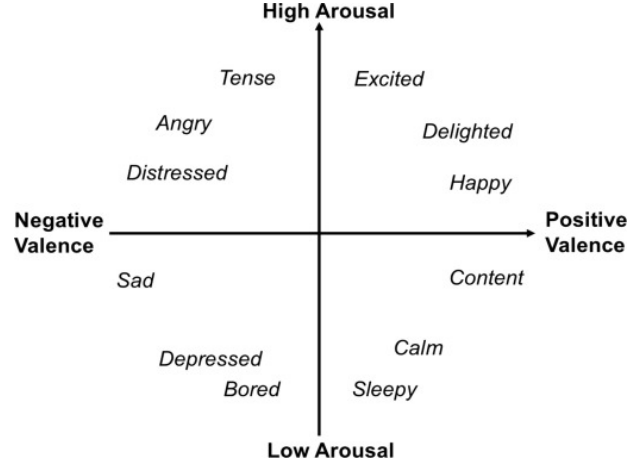 High Arousal
Tense
Excited
Angry
Delighted
Distressed
Happy
Negative
Valence
Positive
Valence
Sad
Content
Depressed
Calm
Bored
Sleepy
Low Arousal